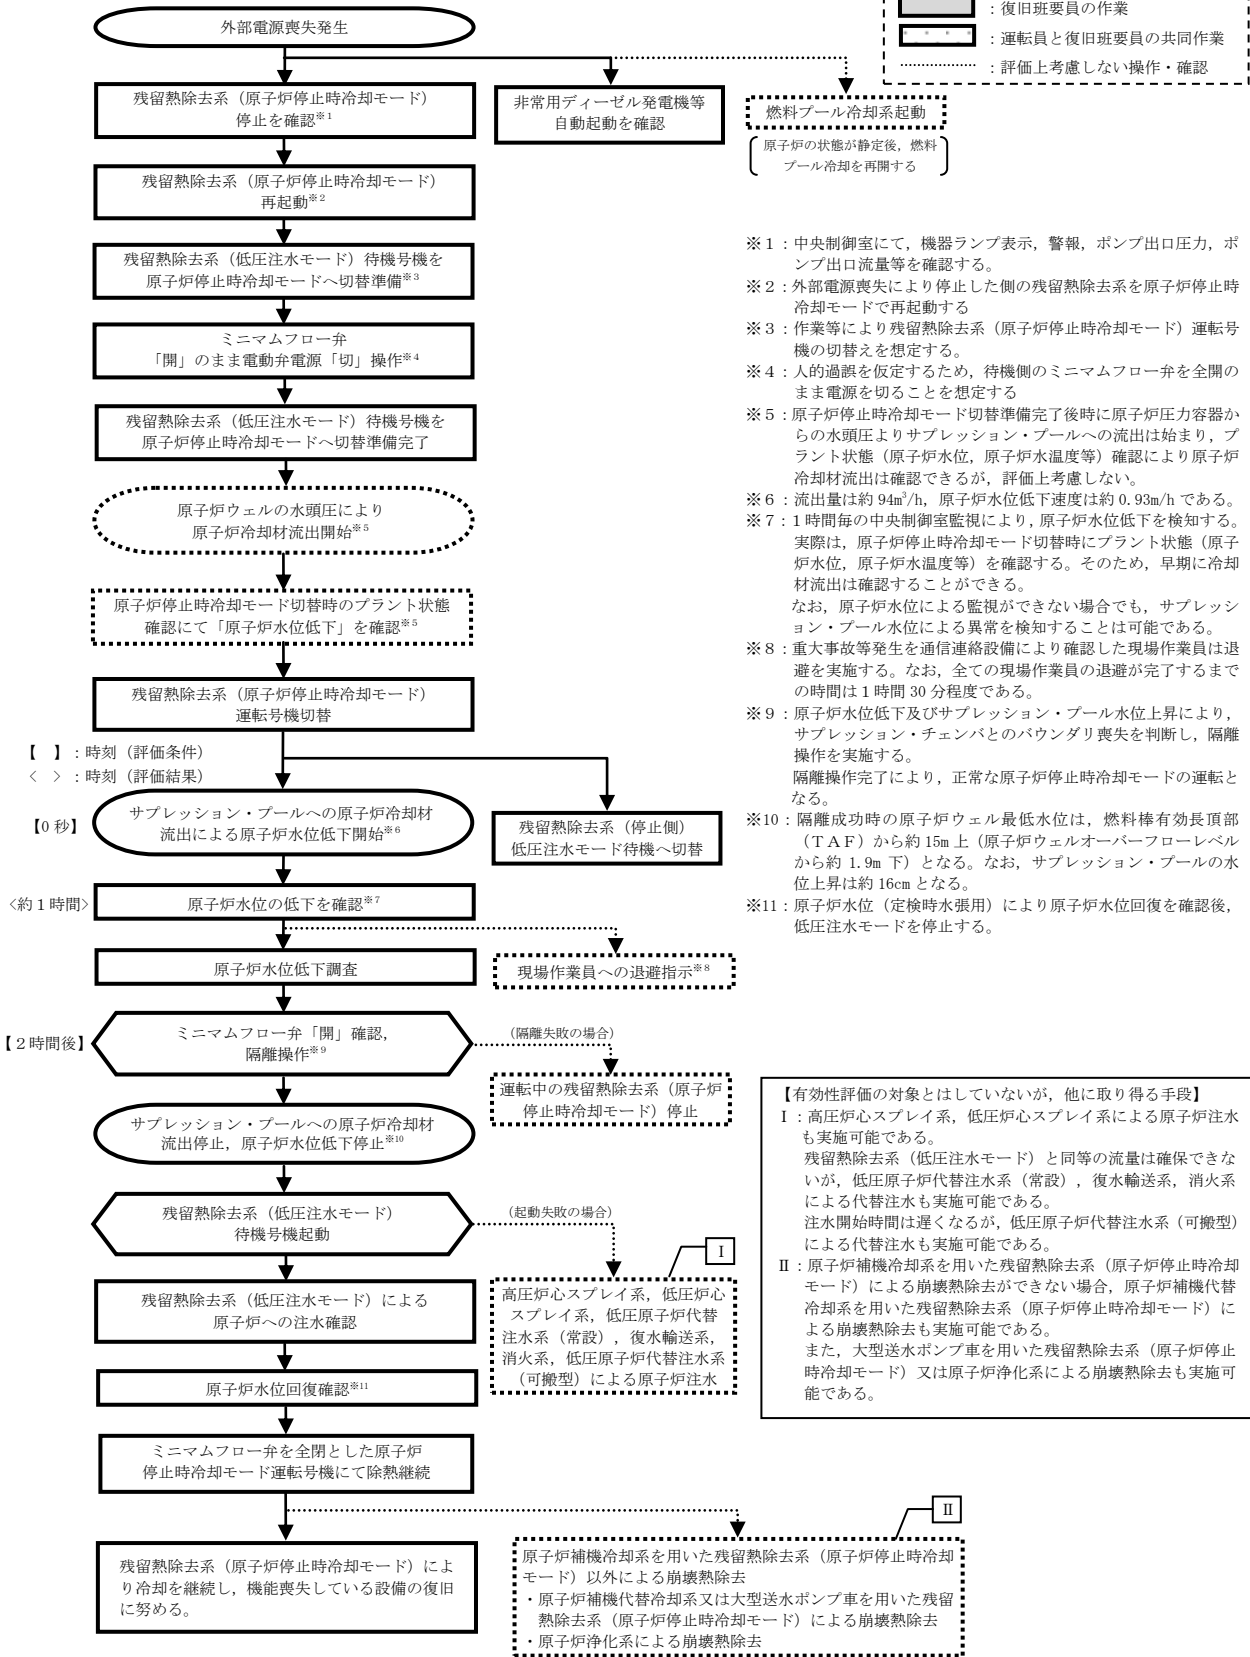 ：復旧班要員の作業
：運転員と復旧班要員の共同作業
：評価上考慮しない操作・確認
外部電源喪失発生
残留熱除去系（原子炉停止時冷却モード）
停止を確認※1
非常用ディーゼル発電機等
自動起動を確認
燃料プール冷却系起動
原子炉の状態が静定後，燃料
プール冷却を再開する
残留熱除去系（原子炉停止時冷却モード）
再起動※2
残留熱除去系（低圧注水モード）待機号機を
原子炉停止時冷却モードへ切替準備※3
ミニマムフロー弁
「開」のまま電動弁電源「切」操作※4
残留熱除去系（低圧注水モード）待機号機を
原子炉停止時冷却モードへ切替準備完了
原子炉ウェルの水頭圧により
原子炉冷却材流出開始※5
原子炉停止時冷却モード切替時のプラント状態
確認にて「原子炉水位低下」を確認※5
残留熱除去系（原子炉停止時冷却モード）
運転号機切替
【　】：時刻（評価条件）
＜　＞：時刻（評価結果）
【0秒】
サプレッション・プールへの原子炉冷却材
流出による原子炉水位低下開始※6
残留熱除去系（停止側）
低圧注水モード待機へ切替
<約１時間>
原子炉水位の低下を確認※7
原子炉水位低下調査
現場作業員への退避指示※8
【２時間後】
ミニマムフロー弁「開」確認，
隔離操作※9
（隔離失敗の場合）
運転中の残留熱除去系（原子炉
停止時冷却モード）停止
サプレッション・プールへの原子炉冷却材
流出停止，原子炉水位低下停止※10
残留熱除去系（低圧注水モード）
待機号機起動
（起動失敗の場合）
Ⅰ
高圧炉心スプレイ系，低圧炉心
スプレイ系，低圧原子炉代替
注水系（常設），復水輸送系，
消火系，低圧原子炉代替注水系
（可搬型）による原子炉注水
残留熱除去系（低圧注水モード）による
原子炉への注水確認
原子炉水位回復確認※11
ミニマムフロー弁を全閉とした原子炉
停止時冷却モード運転号機にて除熱継続
残留熱除去系（原子炉停止時冷却モード）によ
り冷却を継続し，機能喪失している設備の復旧
に努める。
Ⅱ
原子炉補機冷却系を用いた残留熱除去系（原子炉停止時冷却
モード）以外による崩壊熱除去
・原子炉補機代替冷却系又は大型送水ポンプ車を用いた残留
熱除去系（原子炉停止時冷却モード）による崩壊熱除去
・原子炉浄化系による崩壊熱除去
※１：中央制御室にて，機器ランプ表示，警報，ポンプ出口圧力，ポ
ンプ出口流量等を確認する。
※２：外部電源喪失により停止した側の残留熱除去系を原子炉停止時
冷却モードで再起動する
※３：作業等により残留熱除去系（原子炉停止時冷却モード）運転号
機の切替えを想定する。
※４：人的過誤を仮定するため，待機側のミニマムフロー弁を全開の
まま電源を切ることを想定する
※５：原子炉停止時冷却モード切替準備完了後時に原子炉圧力容器か
らの水頭圧よりサプレッション・プールへの流出は始まり，プ
ラント状態（原子炉水位，原子炉水温度等）確認により原子炉
冷却材流出は確認できるが，評価上考慮しない。
※６：流出量は約 94m³/h，原子炉水位低下速度は約 0.93m/h である。
※７：１時間毎の中央制御室監視により，原子炉水位低下を検知する。
実際は，原子炉停止時冷却モード切替時にプラント状態（原子
炉水位，原子炉水温度等）を確認する。そのため，早期に冷却
材流出は確認することができる。
なお，原子炉水位による監視ができない場合でも，サプレッシ
ョン・プール水位による異常を検知することは可能である。
※８：重大事故等発生を通信連絡設備により確認した現場作業員は退
避を実施する。なお，全ての現場作業員の退避が完了するまで
の時間は１時間 30 分程度である。
※９：原子炉水位低下及びサプレッション・プール水位上昇により，
サプレッション・チェンバとのバウンダリ喪失を判断し，隔離
操作を実施する。
隔離操作完了により，正常な原子炉停止時冷却モードの運転と
なる。
※10：隔離成功時の原子炉ウェル最低水位は，燃料棒有効長頂部
（ＴＡＦ）から約 15m 上（原子炉ウェルオーバーフローレベル
から約 1.9m 下）となる。なお，サプレッション・プールの水
位上昇は約 16cm となる。
※11：原子炉水位（定検時水張用）により原子炉水位回復を確認後，
低圧注水モードを停止する。
【有効性評価の対象とはしていないが，他に取り得る手段】
Ⅰ：高圧炉心スプレイ系，低圧炉心スプレイ系による原子炉注水
も実施可能である。
残留熱除去系（低圧注水モード）と同等の流量は確保できな
いが，低圧原子炉代替注水系（常設），復水輸送系，消火系
による代替注水も実施可能である。
注水開始時間は遅くなるが，低圧原子炉代替注水系（可搬型）
による代替注水も実施可能である。
Ⅱ：原子炉補機冷却系を用いた残留熱除去系（原子炉停止時冷却
モード）による崩壊熱除去ができない場合，原子炉補機代替
冷却系を用いた残留熱除去系（原子炉停止時冷却モード）に
よる崩壊熱除去も実施可能である。
また，大型送水ポンプ車を用いた残留熱除去系（原子炉停止
時冷却モード）又は原子炉浄化系による崩壊熱除去も実施可
能である。